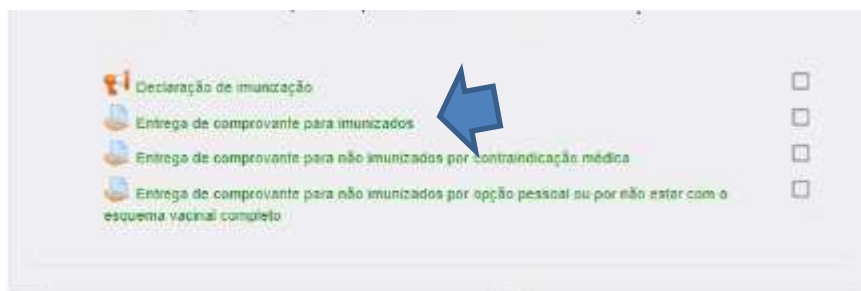 Declaração de imunização
Entrega de comprovante para imunizados
Entrega de comprovante para não imunizados por contraindicação médica
Entrega de comprovante para não imunizados por opção pessoal ou por não estar com o
esquema vacinal completo